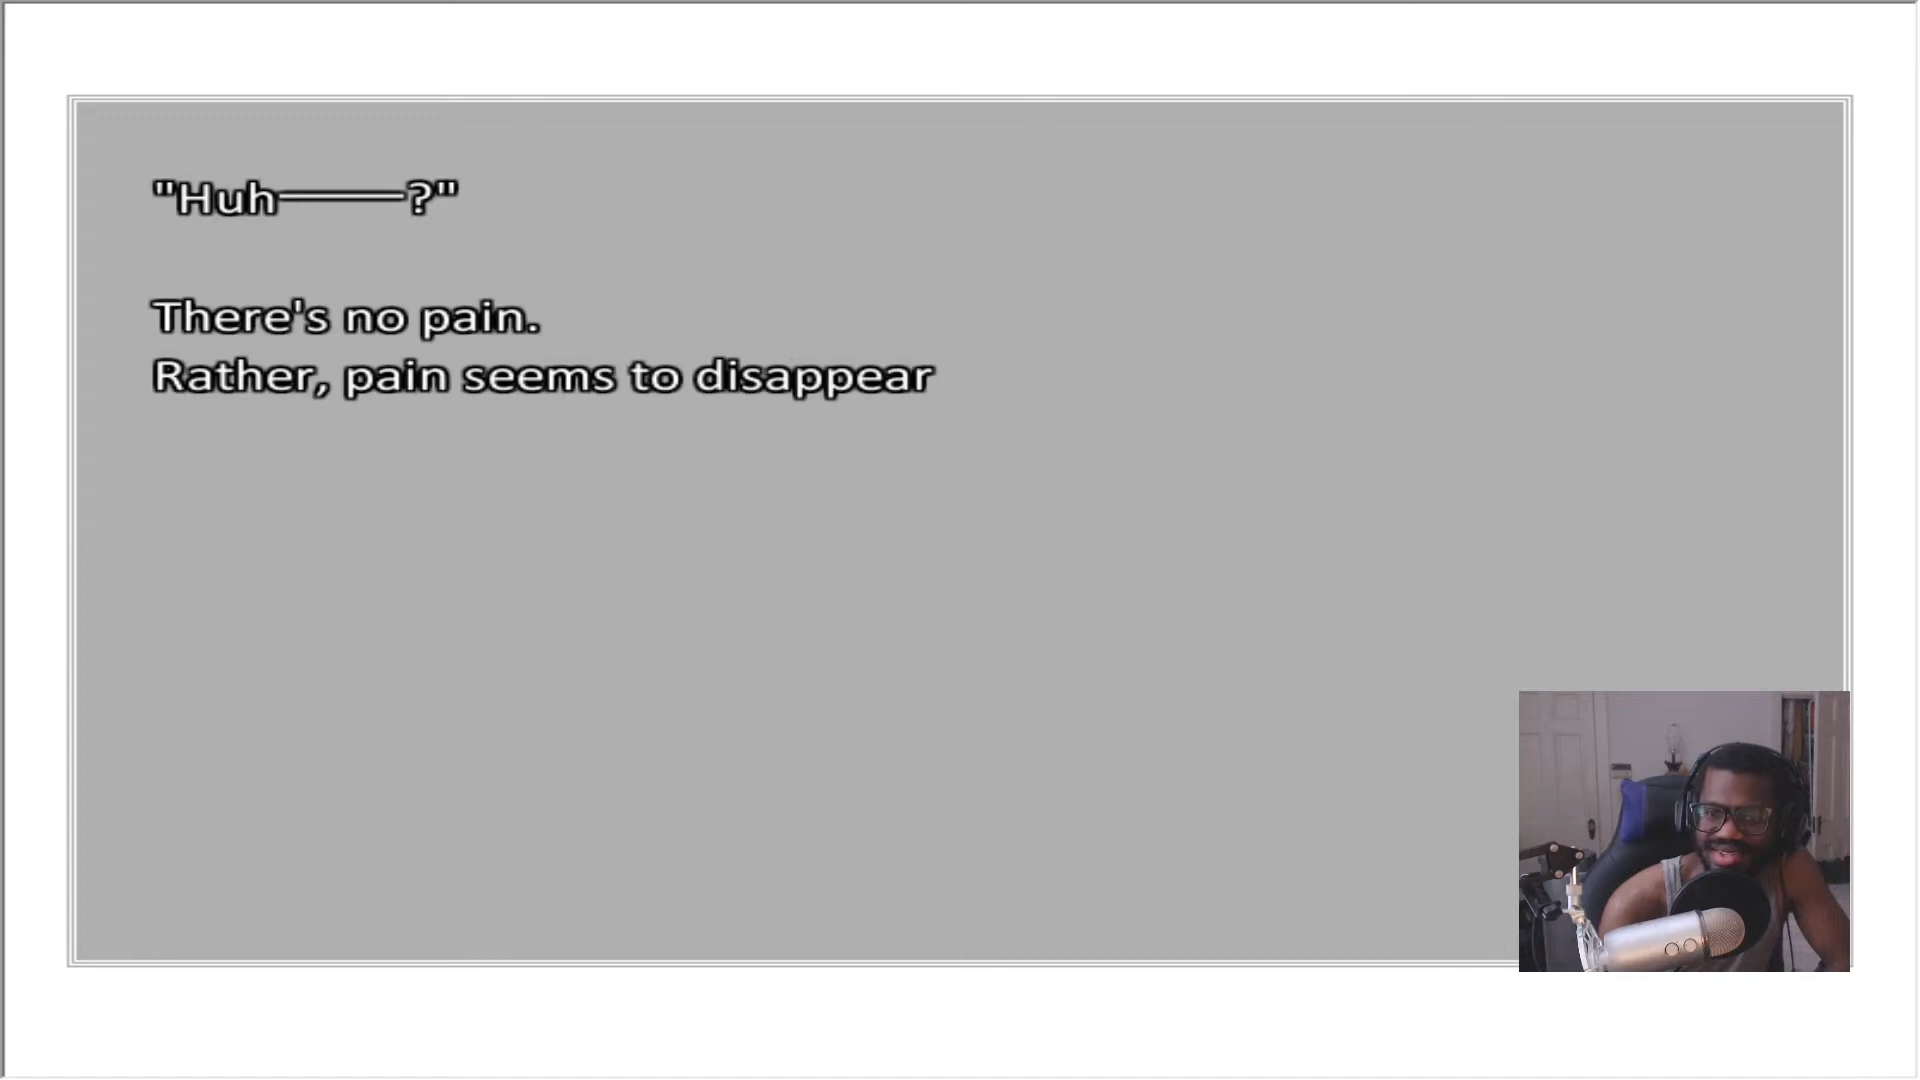 "Huh────?"
There's no pain.
Rather, pain seems to disappear